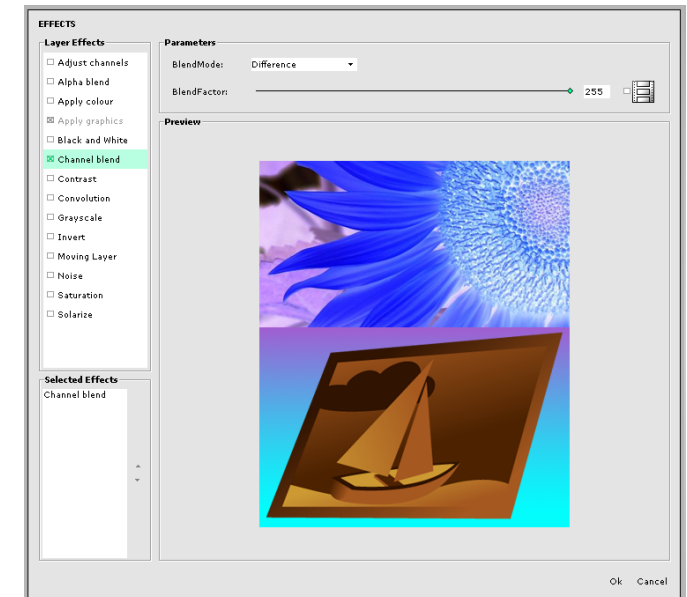 EFFECTS
Layer Effects
Adjust channels
Alpha blend
Apply colour
Apply graphics
Black and White
Channel blend
Contrast
Convolution
Grayscale
Invert
Moving Layer
Noise
Saturation
Solarize
Selected Effects
Channel blend
Parameters
BlendMode: Difference
BlendFactor: 255
Preview
Ok Cancel